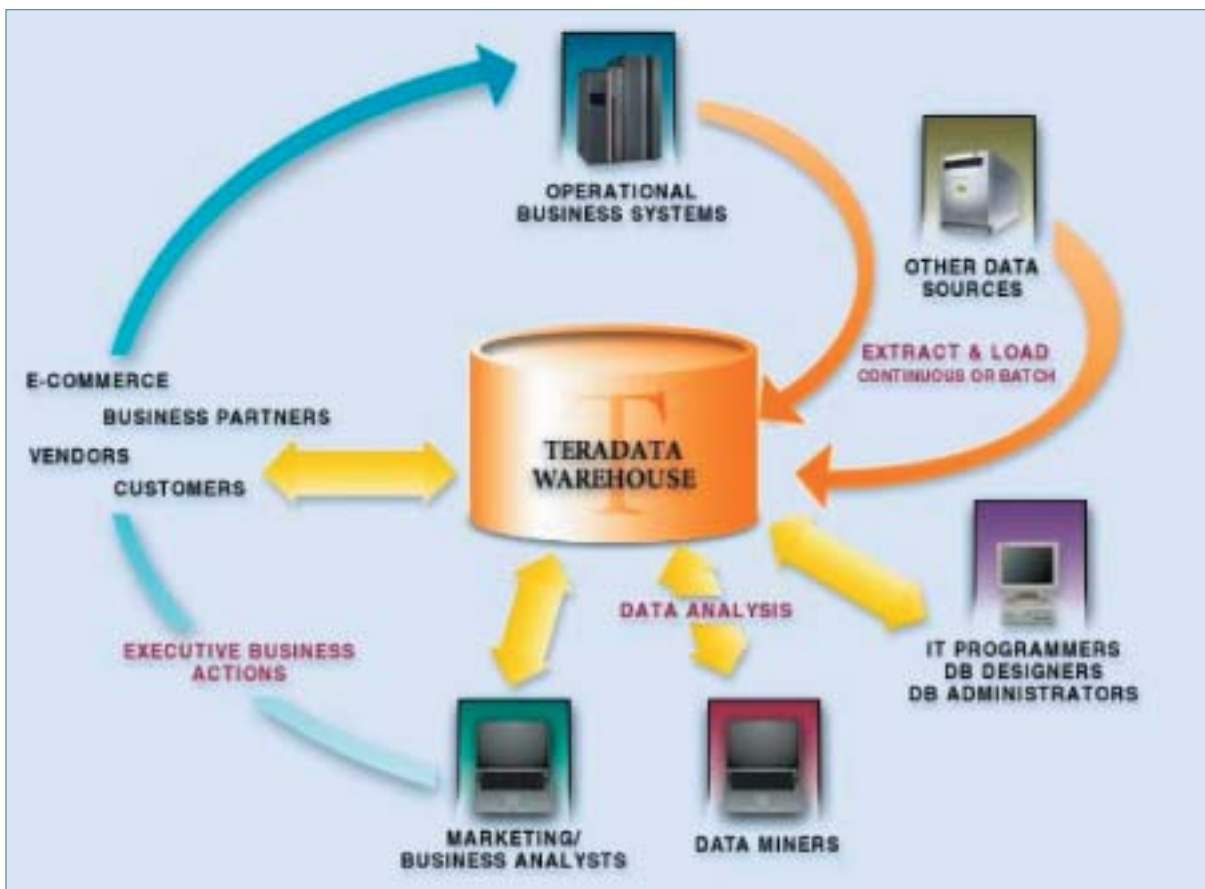 OPERATIONAL
BUSINESS SYSTEMS
OTHER DATA
SOURCES
EXTRACT & LOAD
CONTINUOUS OR BATCH
E-COMMERCE
BUSINESS PARTNERS
VENDORS
CUSTOMERS
T
TERADATA
WAREHOUSE
DATA ANALYSIS
EXECUTIVE BUSINESS
ACTIONS
IT PROGRAMMERS
DB DESIGNERS
DB ADMINISTRATORS
MARKETING/
BUSINESS ANALYSTS
DATA MINERS